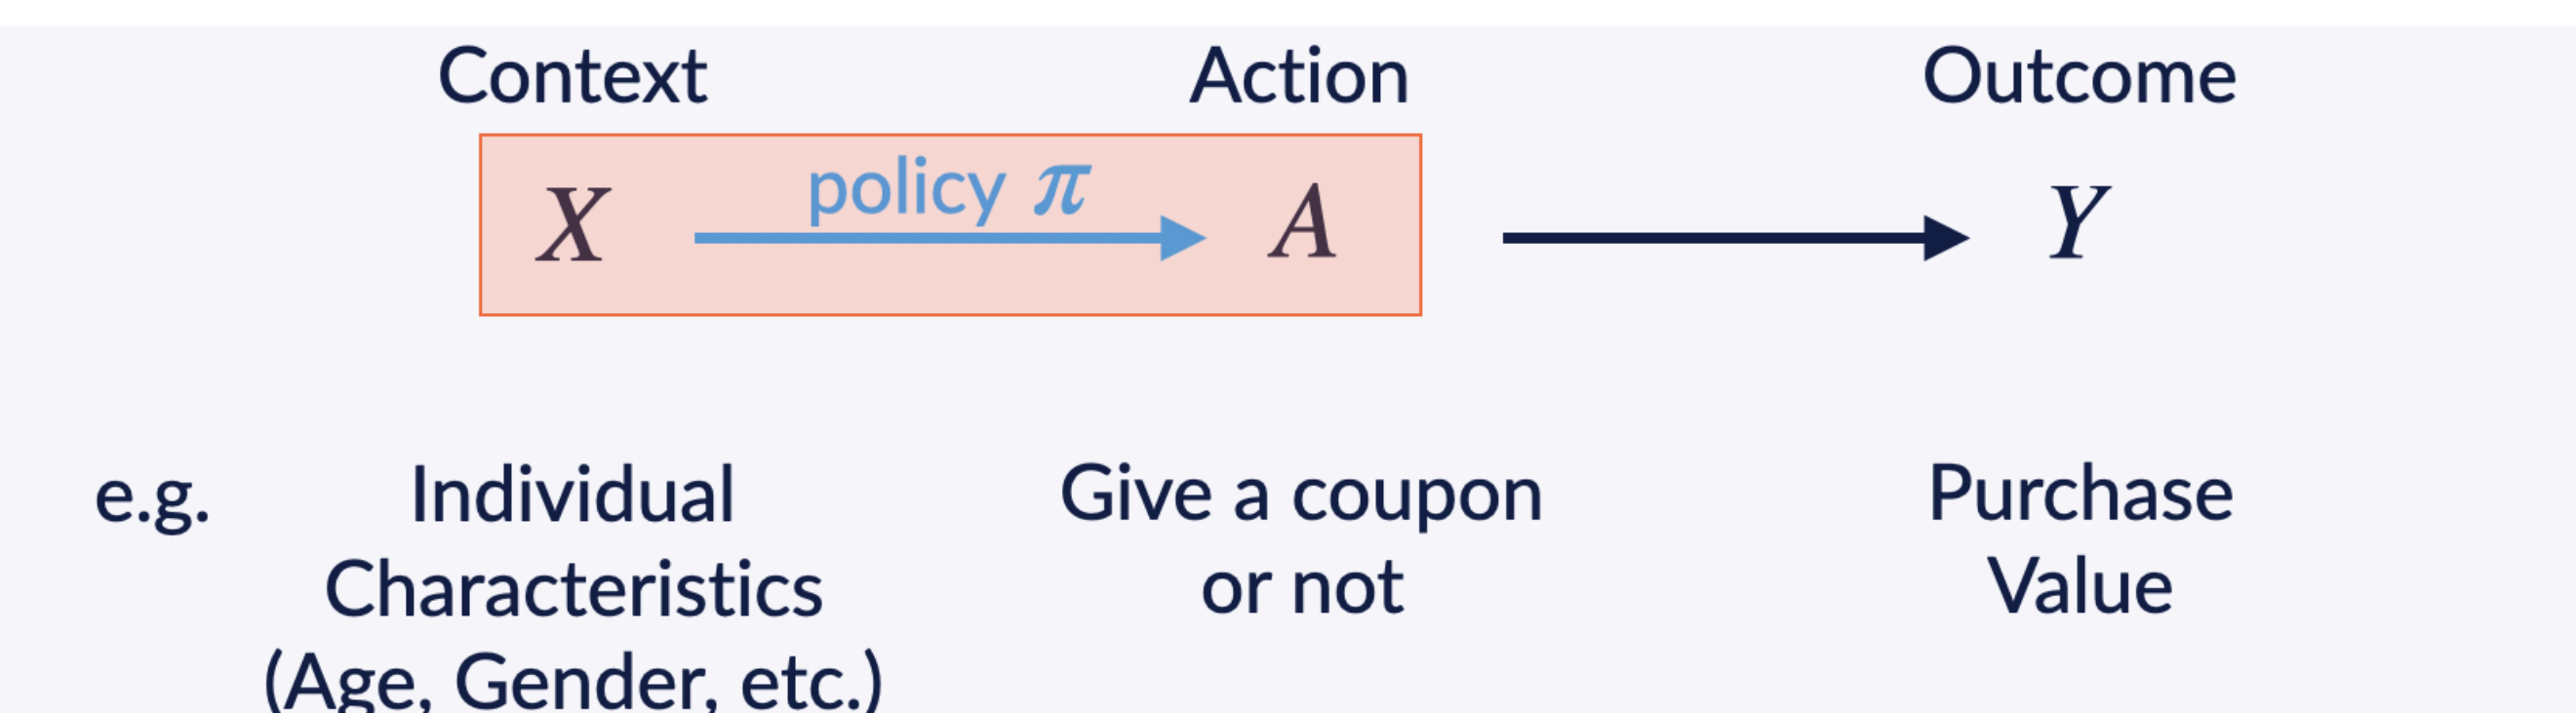 Context Action Outcome
policy π
X A Y
e.g. Individual Give a coupon Purchase
Characteristics or not Value
(Age, Gender, etc.)